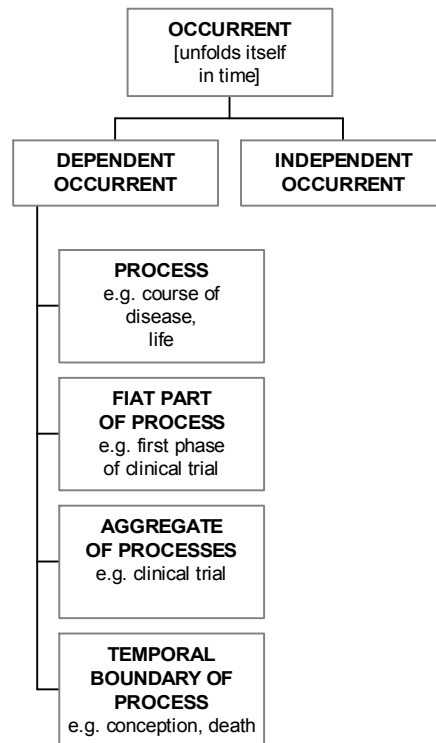 OCCURRENT
[unfolds itself
in time]
DEPENDENT
OCCURRENT
INDEPENDENT
OCCURRENT
PROCESS
e.g. course of
disease,
life
FIAT PART
OF PROCESS
e.g. first phase
of clinical trial
AGGREGATE
OF PROCESSES
e.g. clinical trial
TEMPORAL
BOUNDARY OF
PROCESS
e.g. conception, death